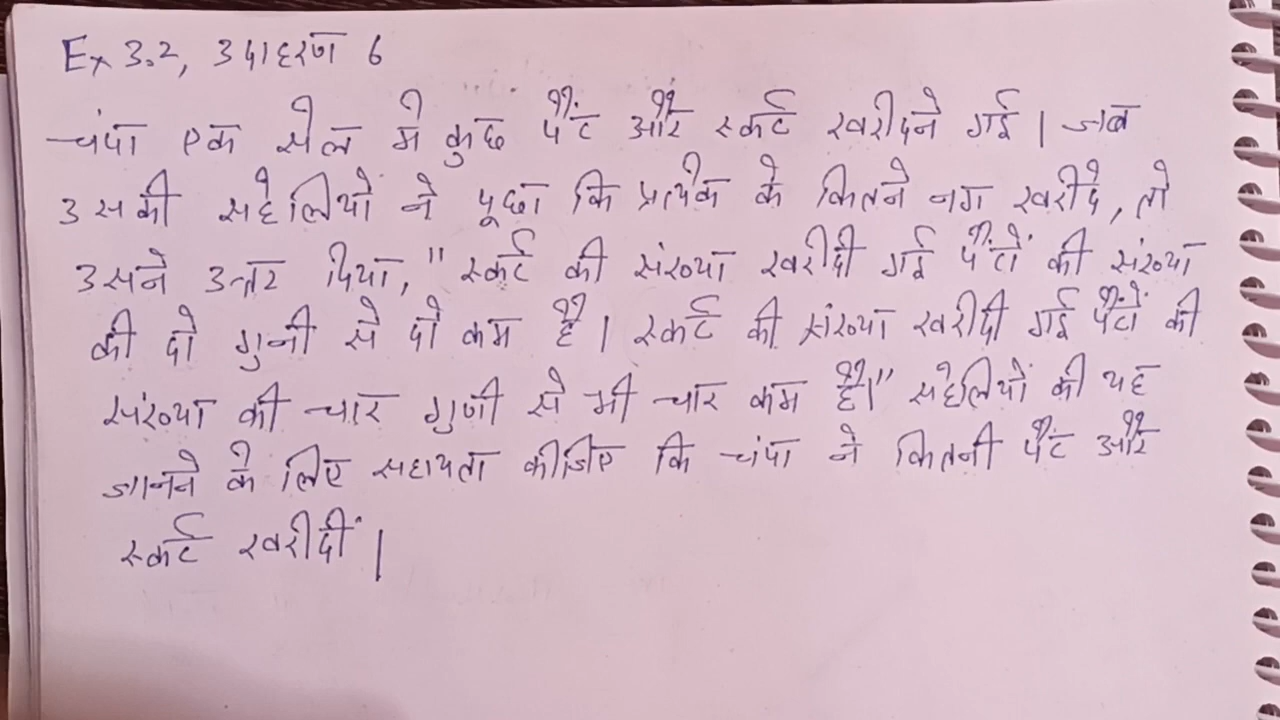 Ex 3.2, उदाहरण 6
चंपा एक सेल में कुछ पैंट और स्कर्ट खरीदने गई। जब
उसकी सहेलियों ने पूछा कि प्रत्येक के कितने नग खरीदे, तो
उसने उत्तर दिया, "स्कर्ट की संख्या खरीदी गई पैंटों की संख्या
की दो गुनी से दो कम है। स्कर्ट की संख्या खरीदी गई पैंटों की
संख्या की चार गुणी से भी चार कम है।" सहेलियों की यह
जानने के लिए सहायता कीजिए कि चंपा ने कितनी पैंट और
स्कर्ट खरीदीं।